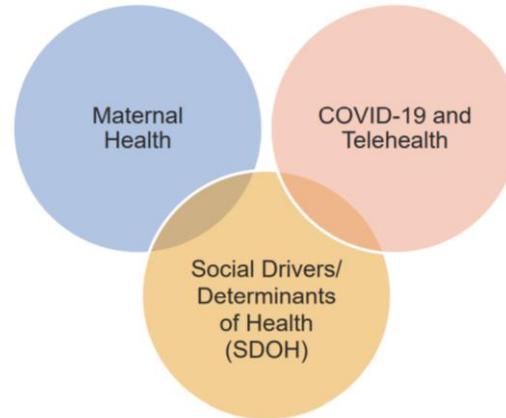 Maternal
Health
COVID-19 and
Telehealth
Social Drivers/
Determinants
of Health
(SDOH)